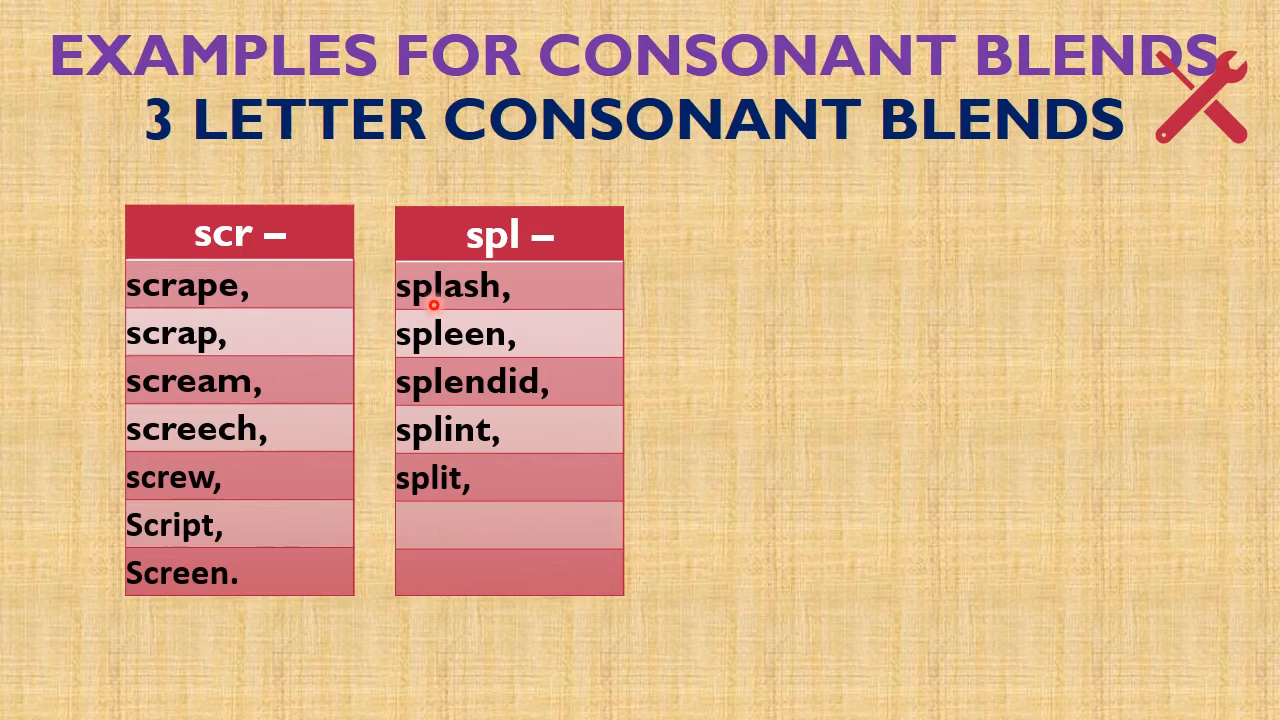 EXAMPLES FOR CONSONANT BLENDS
3 LETTER CONSONANT BLENDS
scr –
scrape,
scrap,
scream,
screech,
screw,
Script,
Screen.
spl –
splash,
spleen,
splendid,
splint,
split,